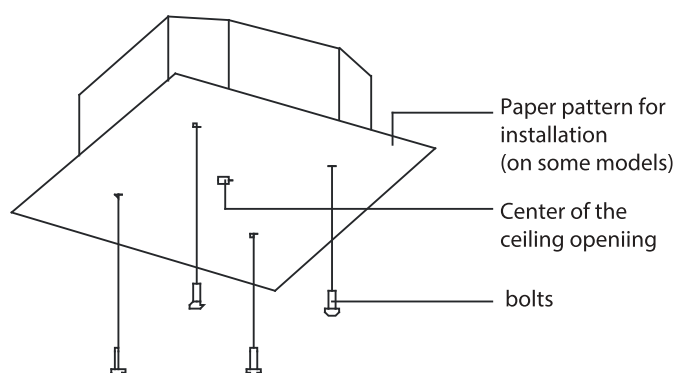 Paper pattern for
installation
(on some models)
Center of the
ceiling openiing
bolts